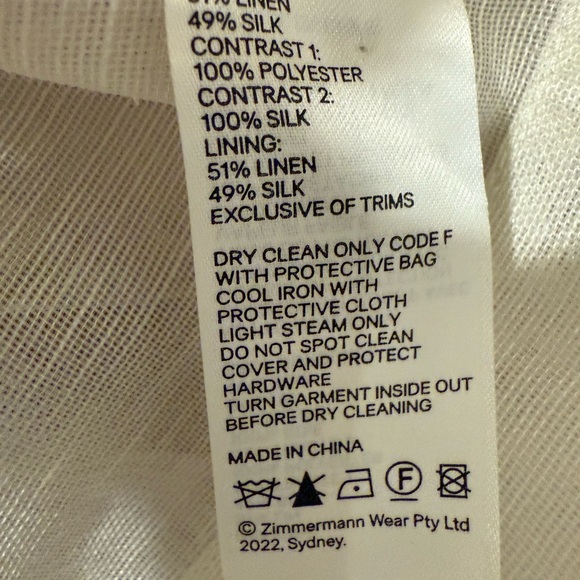 51% LINEN
49% SILK
CONTRAST 1:
100% POLYESTER
CONTRAST 2:
100% SILK
LINING:
51% LINEN
49% SILK
EXCLUSIVE OF TRIMS
DRY CLEAN ONLY CODE F
WITH PROTECTIVE BAG
COOL IRON WITH
PROTECTIVE CLOTH
LIGHT STEAM ONLY
DO NOT SPOT CLEAN
COVER AND PROTECT
HARDWARE
TURN GARMENT INSIDE OUT
BEFORE DRY CLEANING
MADE IN CHINA
F
© Zimmermann Wear Pty Ltd
2022, Sydney.